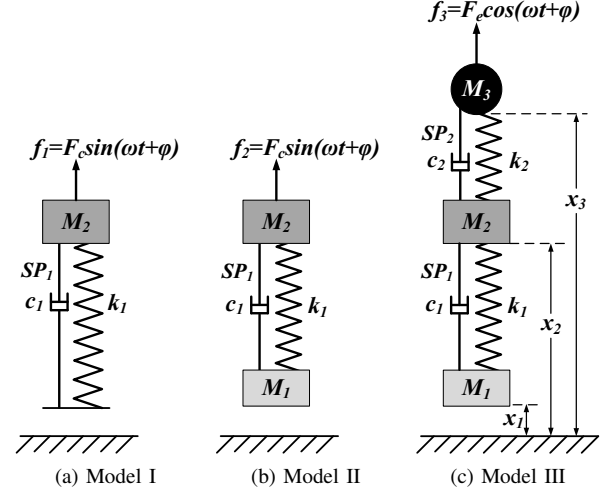 f₃=Fₑcos(ωt+φ)
M₃
SP₂
c₂
k₂
x₃
f₁=F꜀sin(ωt+φ)
f₂=F꜀sin(ωt+φ)
M₂
M₂
M₂
SP₁
SP₁
SP₁
c₁
k₁
c₁
k₁
c₁
k₁
x₂
M₁
M₁
x₁
(a) Model I
(b) Model II
(c) Model III